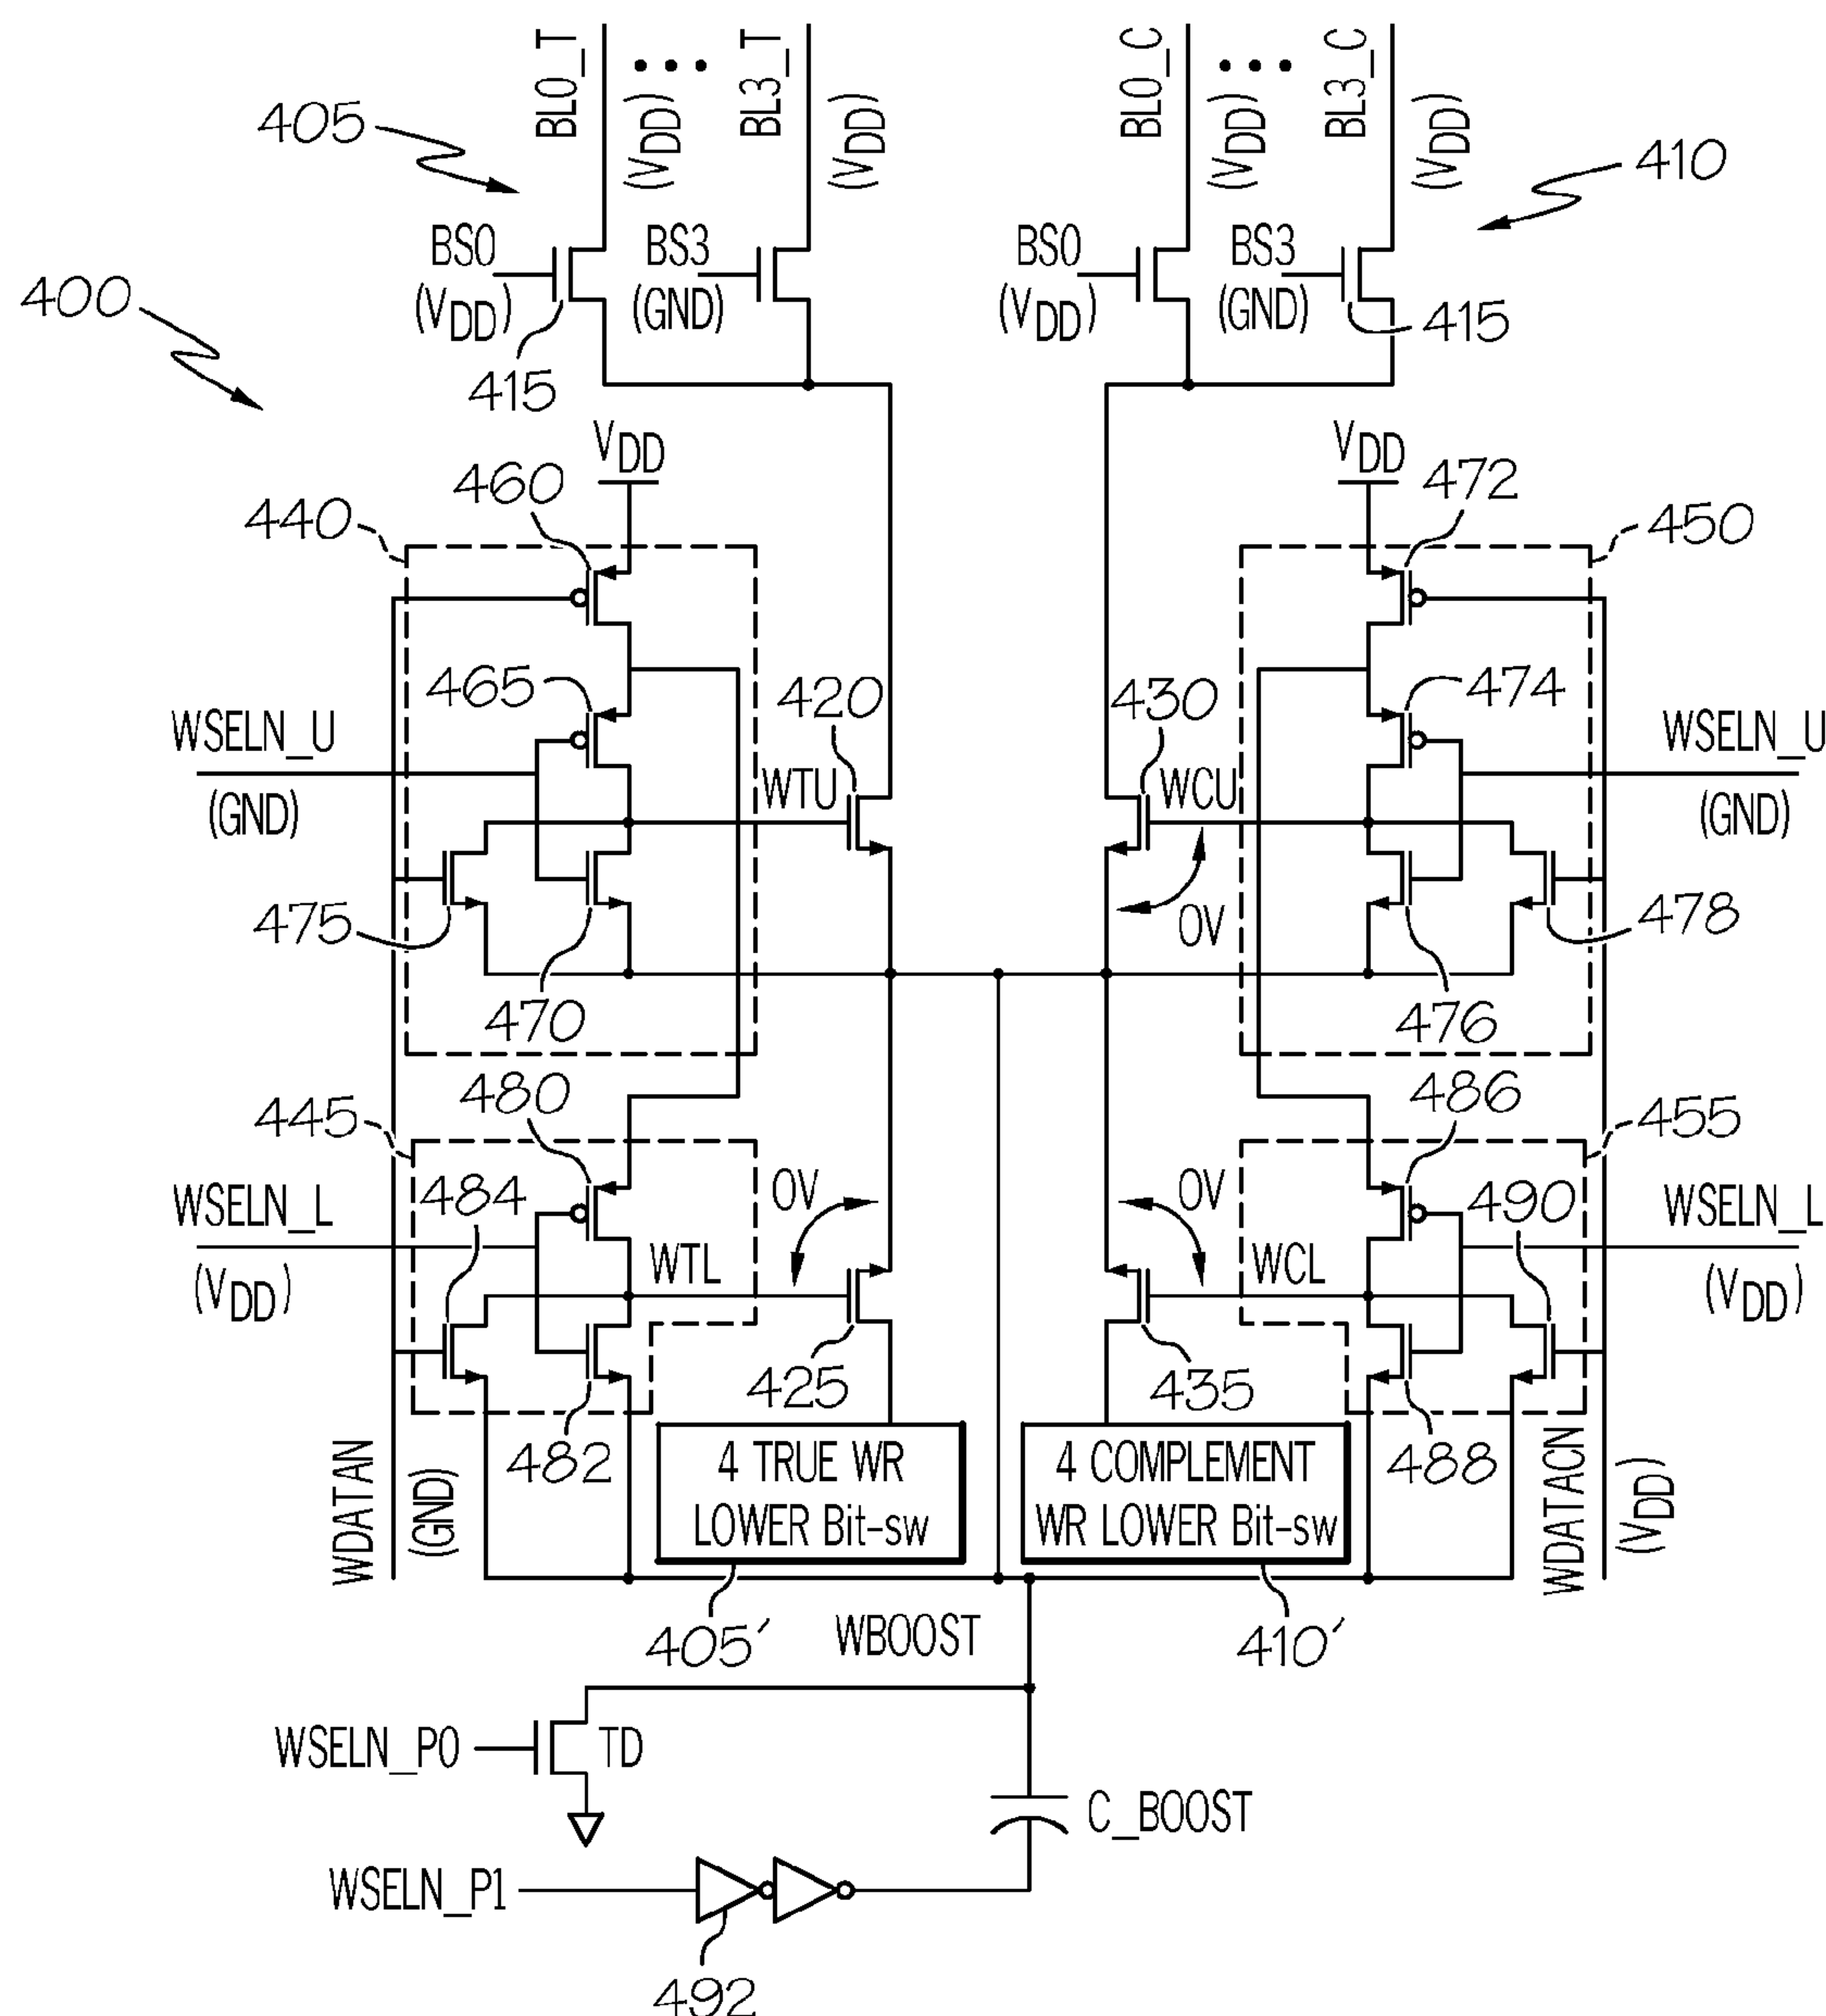 BL0_T
(VDD)
BL3_T
(VDD)
BL0_C
(VDD)
BL3_C
(VDD)
405
410
BS0
(VDD)
BS3
(GND)
BS0
(VDD)
BS3
(GND)
400
415
415
VDD
VDD
460
472
440
450
465
420
430
474
WSELN_U
(GND)
WTU
WCU
WSELN_U
(GND)
475
0V
478
470
476
480
486
445
455
WSELN_L
(VDD)
484
0V
0V
490
WSELN_L
(VDD)
WTL
WCL
425
435
WDATAN
(GND)
482
4 TRUE WR
LOWER Bit-sw
4 COMPLEMENT
WR LOWER Bit-sw
488
WDATACN
(VDD)
405'
WBOOST
410'
WSELN_P0
TD
C_BOOST
WSELN_P1
492